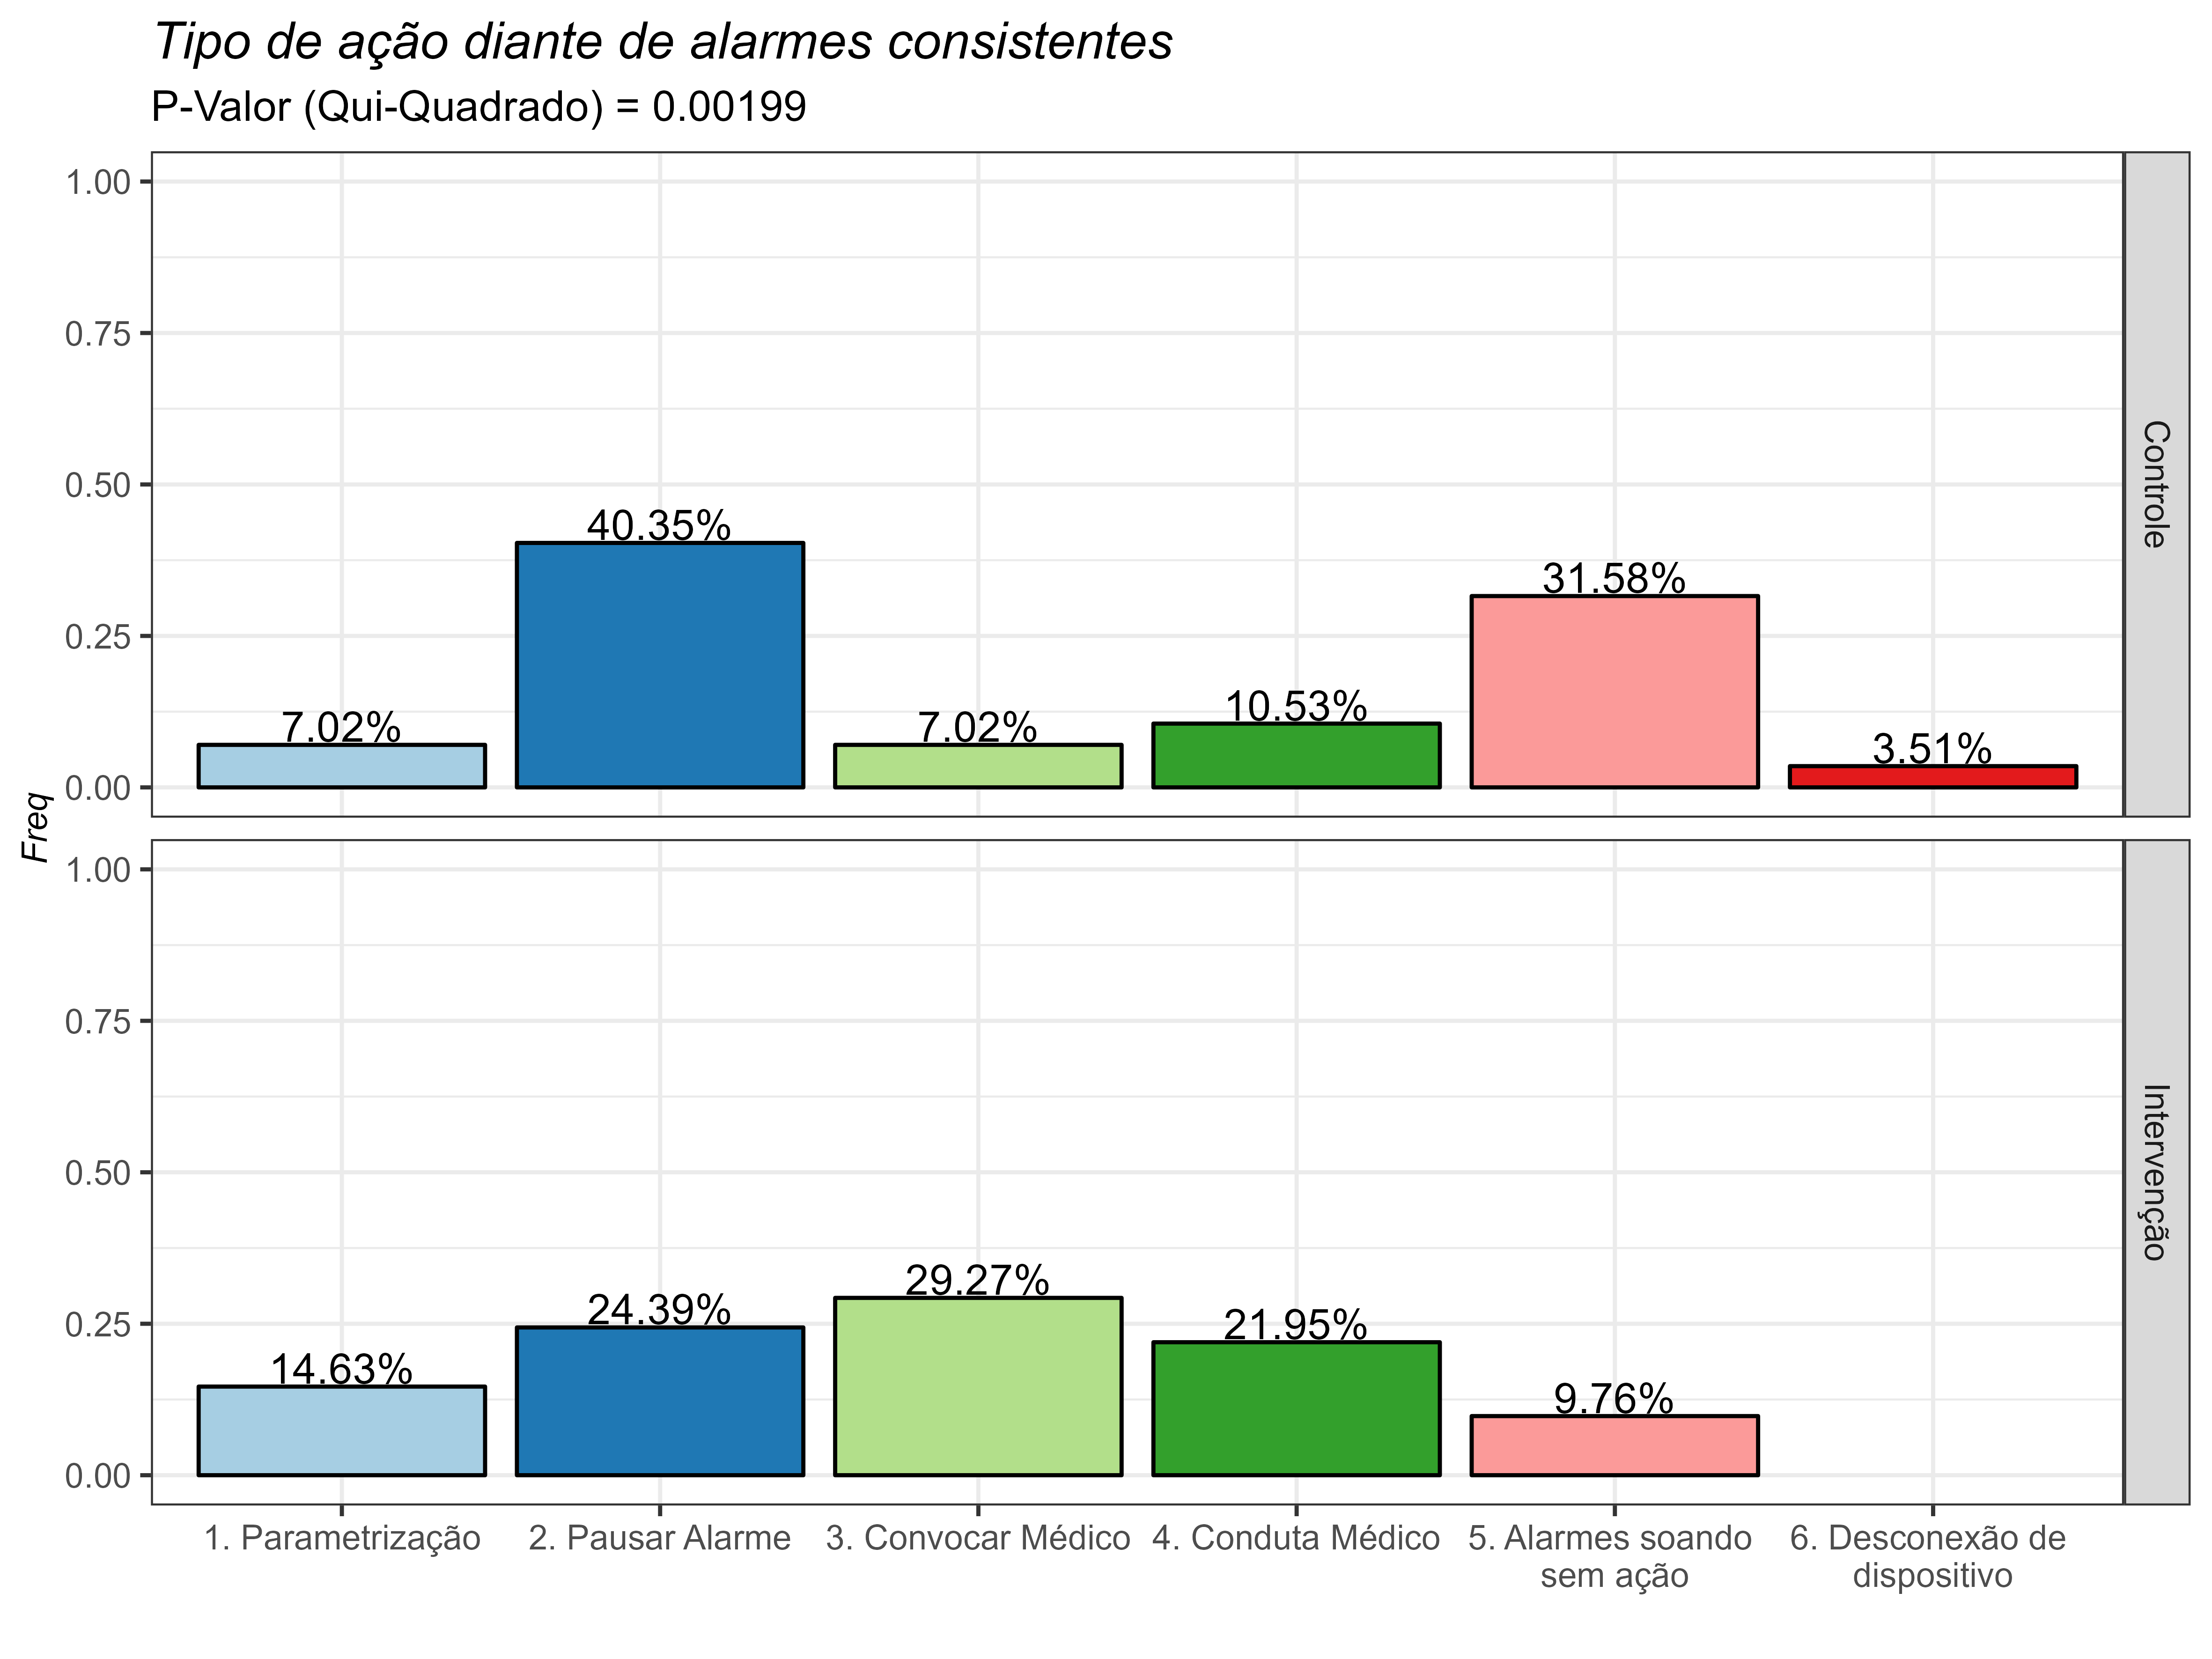 Tipo de ação diante de alarmes consistentes
P-Valor (Qui-Quadrado) = 0.00199
Freq
1.00
0.75
0.50
0.25
0.00
7.02%
40.35%
7.02%
10.53%
31.58%
3.51%
Controle
1.00
0.75
0.50
0.25
0.00
14.63%
24.39%
29.27%
21.95%
9.76%
Intervenção
1. Parametrização
2. Pausar Alarme
3. Convocar Médico
4. Conduta Médico
5. Alarmes soando
sem ação
6. Desconexão de
dispositivo